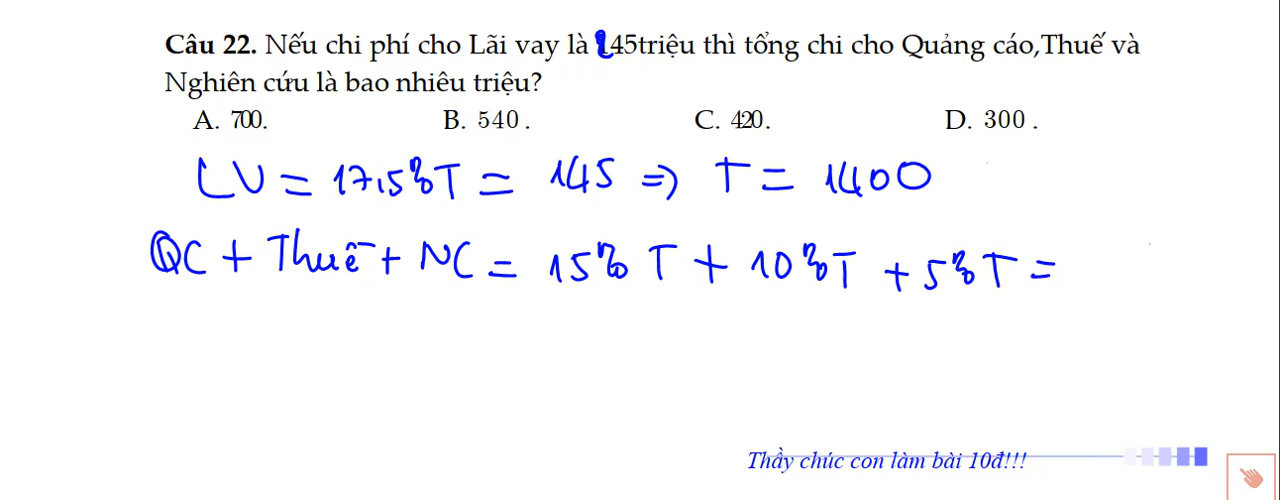 Câu 22. Nếu chi phí cho Lãi vay là 245triệu thì tổng chi cho Quảng cáo,Thuế và
Nghiên cứu là bao nhiêu triệu?
A. 700. B. 540 . C. 420. D. 300 .
LV = 17,5%T = 145 => T = 1400
QC + Thuế + NC = 15% T + 10%T + 5%T =
Thầy chúc con làm bài 10đ!!!